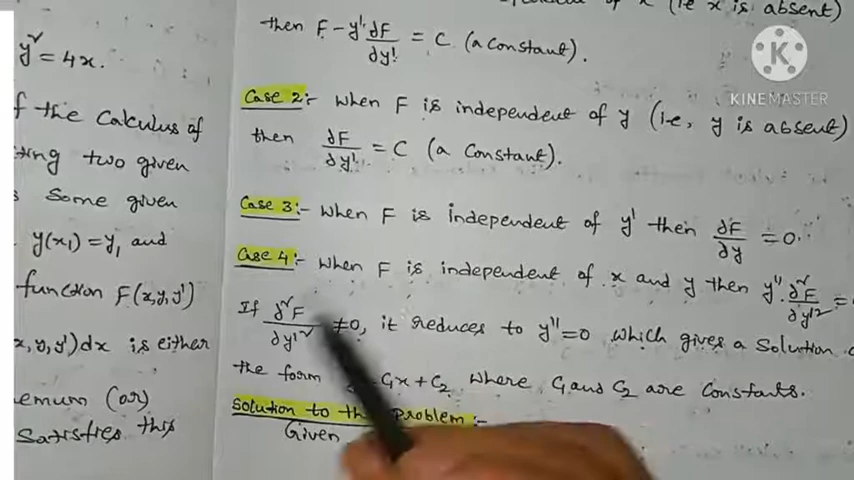 y² = 4x.
f the Calculus of
ting two given
s Some given
y(x₁) = y₁ and
function F(x,y,y')
x,y,y')dx is either
emum (or)
Satisfies this
of x (ie x is absent)
then F - y' ∂F/∂y' = C (a Constant).
Case 2:- When F is independent of y (i.e, y is absent)
then ∂F/∂y' = C (a Constant).
Case 3:- When F is independent of y' then ∂F/∂y = 0.
Case 4:- When F is independent of x and y then y''. ∂²F/∂y'² =
If ∂²F/∂y'² ≠ 0, it reduces to y'' = 0 which gives a Solution
the form C₁x + C₂ where C₁ and C₂ are Constants.
Solution to the problem:-
Given
KINEMASTER